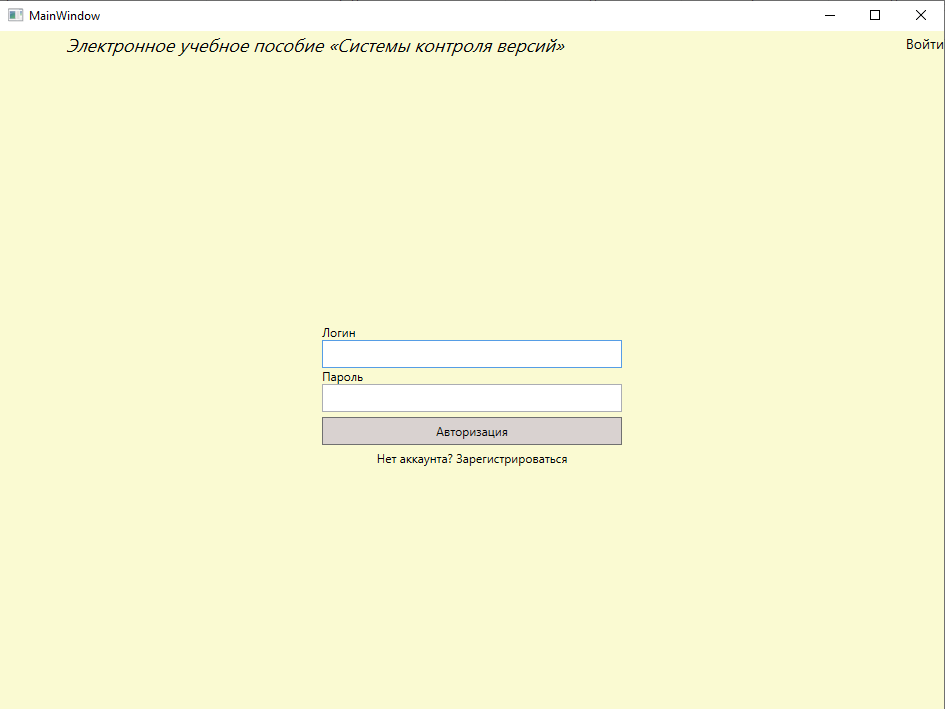 MainWindow
Электронное учебное пособие «Системы контроля версий»
Войти
Логин
Пароль
Авторизация
Нет аккаунта? Зарегистрироваться